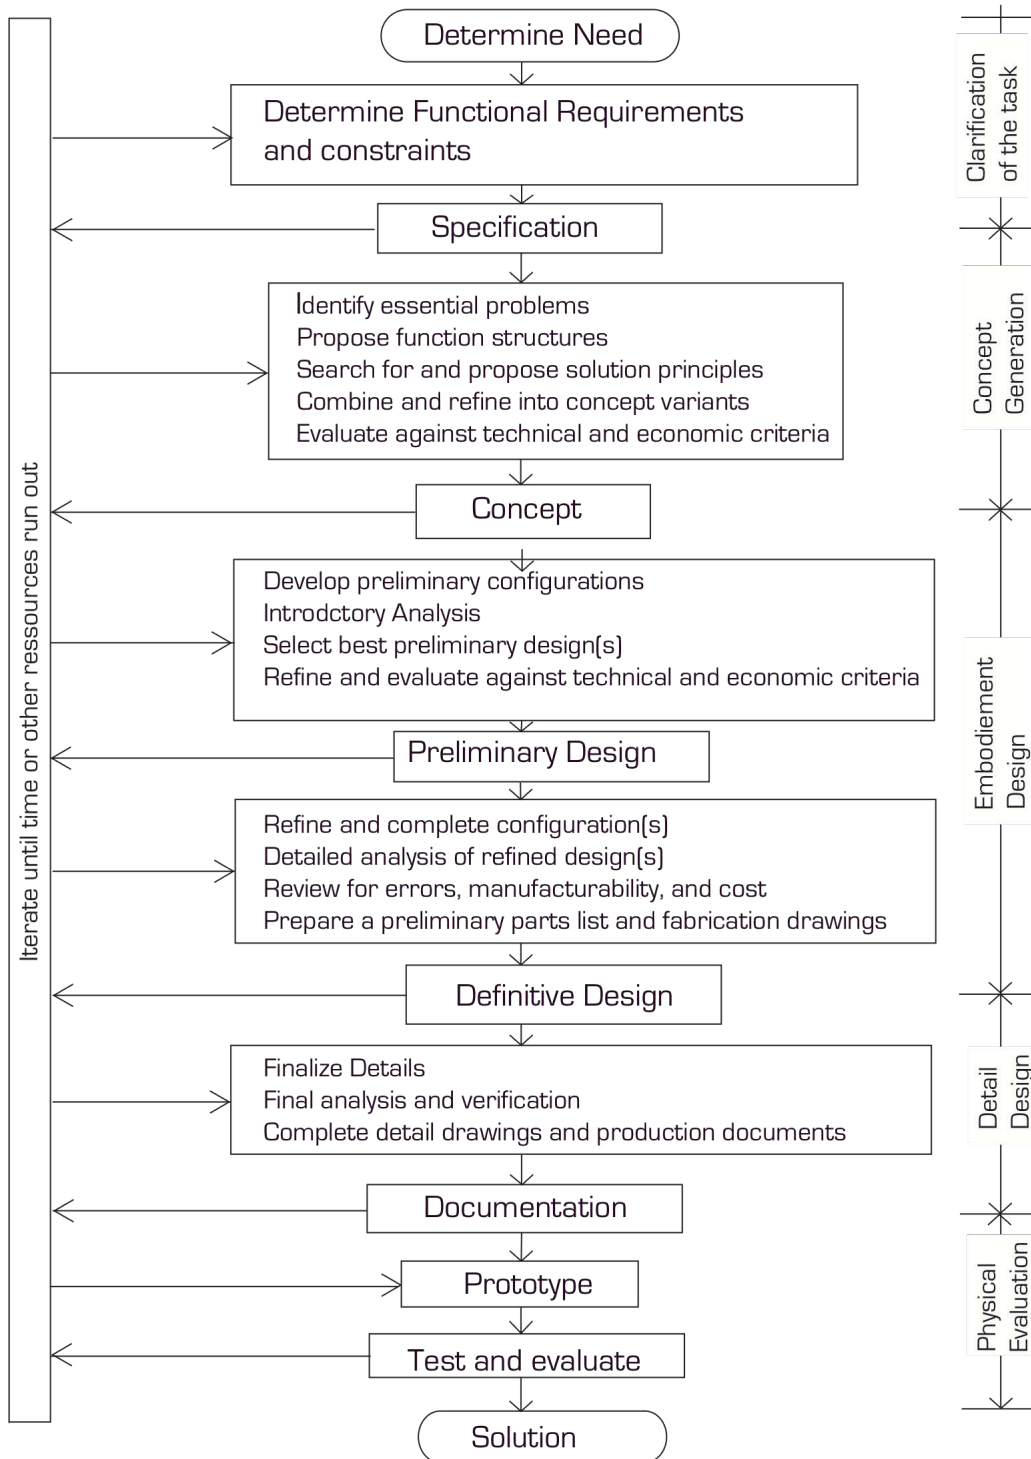 Determine Need
Determine Functional Requirements
and constraints
Specification
Identify essential problems
Propose function structures
Search for and propose solution principles
Combine and refine into concept variants
Evaluate against technical and economic criteria
Concept
Develop preliminary configurations
Introdctory Analysis
Select best preliminary design(s)
Refine and evaluate against technical and economic criteria
Preliminary Design
Refine and complete configuration(s)
Detailed analysis of refined design(s)
Review for errors, manufacturability, and cost
Prepare a preliminary parts list and fabrication drawings
Definitive Design
Finalize Details
Final analysis and verification
Complete detail drawings and production documents
Documentation
Prototype
Test and evaluate
Solution
Iterate until time or other ressources run out
Clarification
of the task
Concept
Generation
Embodiement
Design
Detail
Design
Physical
Evaluation